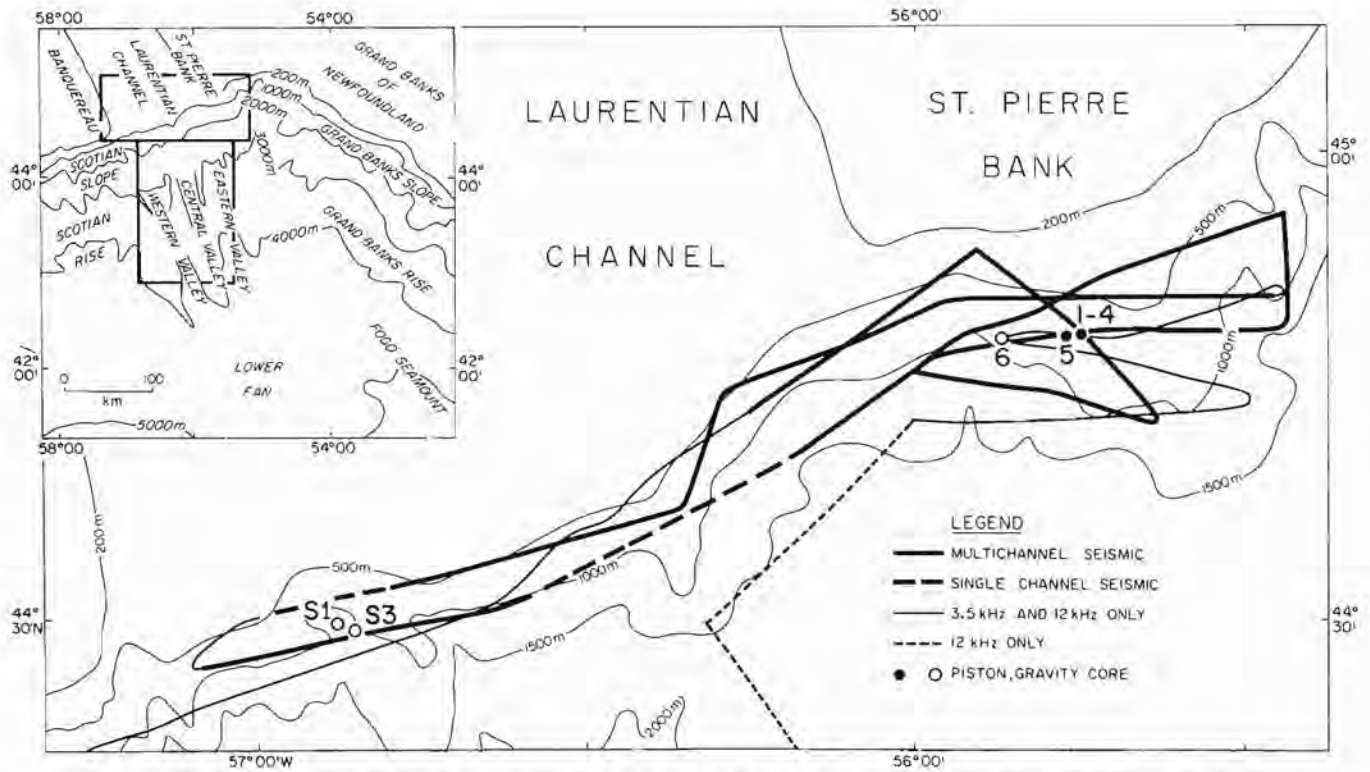 58°00
54°00
56°00'
BANQUEREAU
LAURENTIAN
CHANNEL
ST. PIERRE
BANK
GRAND BANKS
OF
NEWFOUNDLAND
200m
1000m
2000m
3000m
GRAND BANKS SLOPE
SCOTIAN
SLOPE
44°
00'
44°
00'
WESTERN
VALLEY
CENTRAL VALLEY
EASTERN VALLEY
SCOTIAN
RISE
4000m
GRAND BANKS RISE
42°
00'
42°
00'
0 100
km
LOWER
FAN
FOGO SEAMOUNT
5000m
58°00
54°00
LAURENTIAN
CHANNEL
ST. PIERRE
BANK
45°
00'
200m
500m
1-4
6
5
1000m
1500m
200m
500m
1000m
S1
S3
44°
30'N
44°
30'
1500m
2000m
LEGEND
MULTICHANNEL SEISMIC
SINGLE CHANNEL SEISMIC
3.5 kHz AND 12 kHz ONLY
12 kHz ONLY
PISTON, GRAVITY CORE
57°00'W
56°00'